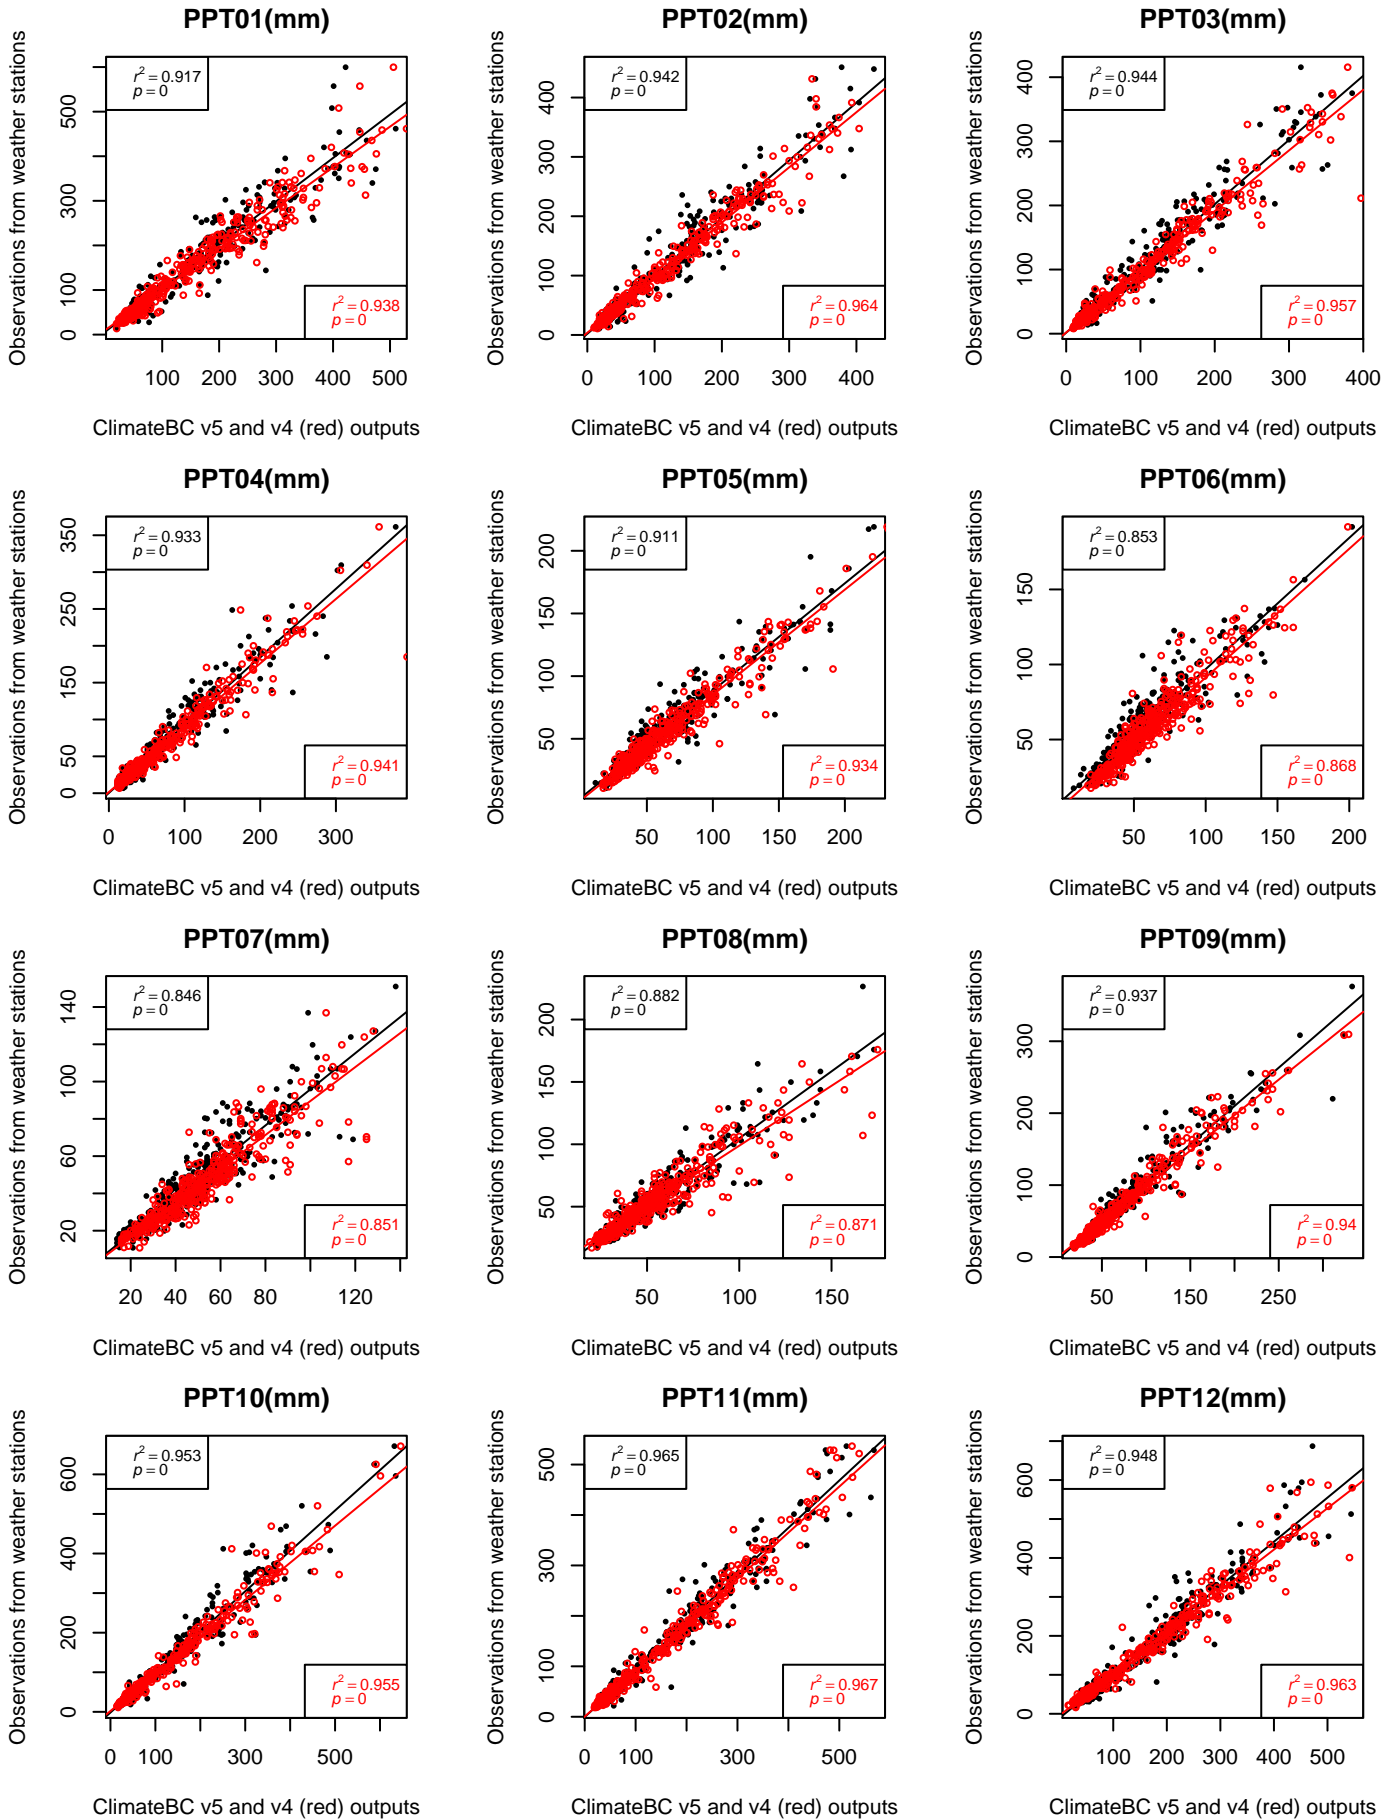 PPT01(mm)
Observations from weather stations
0 100 300 500
r² = 0.917
p = 0
r² = 0.938
p = 0
100 200 300 400 500
ClimateBC v5 and v4 (red) outputs
PPT02(mm)
Observations from weather stations
0 100 200 300 400
r² = 0.942
p = 0
r² = 0.964
p = 0
0 100 200 300 400
ClimateBC v5 and v4 (red) outputs
PPT03(mm)
Observations from weather stations
0 100 200 300 400
r² = 0.944
p = 0
r² = 0.957
p = 0
0 100 200 300 400
ClimateBC v5 and v4 (red) outputs
PPT04(mm)
Observations from weather stations
0 50 150 250 350
r² = 0.933
p = 0
r² = 0.941
p = 0
0 100 200 300
ClimateBC v5 and v4 (red) outputs
PPT05(mm)
Observations from weather stations
50 100 150 200
r² = 0.911
p = 0
r² = 0.934
p = 0
50 100 150 200
ClimateBC v5 and v4 (red) outputs
PPT06(mm)
Observations from weather stations
50 100 150
r² = 0.853
p = 0
r² = 0.868
p = 0
50 100 150 200
ClimateBC v5 and v4 (red) outputs
PPT07(mm)
Observations from weather stations
20 60 100 140
r² = 0.846
p = 0
r² = 0.851
p = 0
20 40 60 80 120
ClimateBC v5 and v4 (red) outputs
PPT08(mm)
Observations from weather stations
50 100 150 200
r² = 0.882
p = 0
r² = 0.871
p = 0
50 100 150
ClimateBC v5 and v4 (red) outputs
PPT09(mm)
Observations from weather stations
0 100 200 300
r² = 0.937
p = 0
r² = 0.94
p = 0
50 150 250
ClimateBC v5 and v4 (red) outputs
PPT10(mm)
Observations from weather stations
0 200 400 600
r² = 0.953
p = 0
r² = 0.955
p = 0
0 100 300 500
ClimateBC v5 and v4 (red) outputs
PPT11(mm)
Observations from weather stations
0 100 300 500
r² = 0.965
p = 0
r² = 0.967
p = 0
0 100 300 500
ClimateBC v5 and v4 (red) outputs
PPT12(mm)
Observations from weather stations
0 200 400 600
r² = 0.948
p = 0
r² = 0.963
p = 0
100 200 300 400 500
ClimateBC v5 and v4 (red) outputs